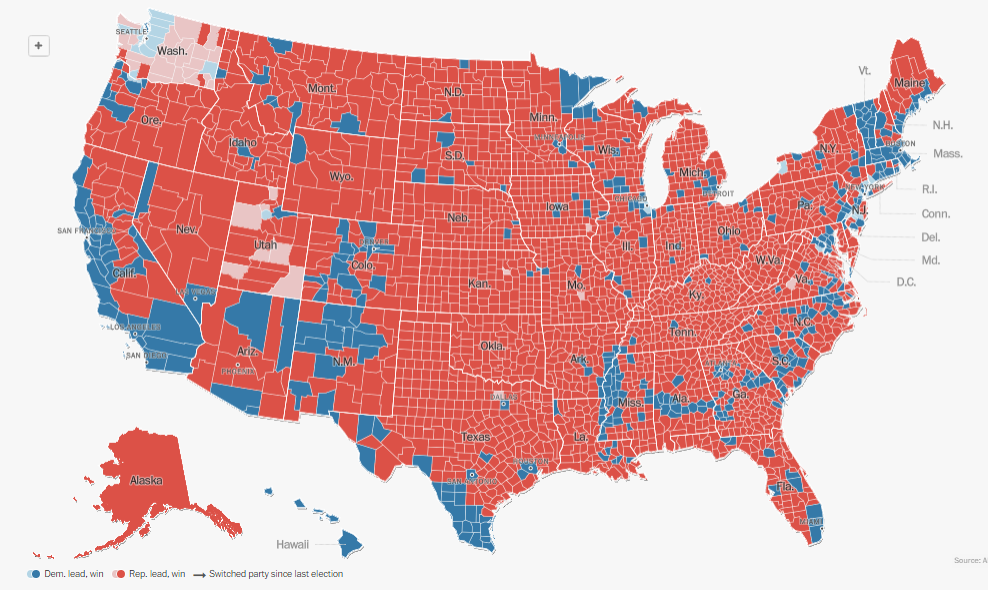 SEATTLE
Wash.
+
Mont.
N.D.
Minn.
Maine
Vt.
Ore.
Idaho
S.D.
Wis.
Mich.
N.Y.
N.H.
BOSTON
Mass.
Wyo.
Iowa
DETROIT
NEW YORK
R.I.
Neb.
Pa.
N.J.
Conn.
SAN FRANCISCO
Nev.
Utah
DENVER
Colo.
Ill.
Ind.
Ohio
Del.
Calif.
Kan.
Mo.
W.Va.
Md.
Va.
D.C.
LAS VEGAS
Ky.
LOS ANGELES
SAN DIEGO
Ariz.
PHOENIX
N.M.
Okla.
Ark.
Tenn.
N.C.
S.C.
ATLANTA
DALLAS
Miss.
Ala.
Ga.
Texas
La.
HOUSTON
SAN ANTONIO
Alaska
Fla.
MIAMI
Hawaii
Source: A
Dem. lead, win
Rep. lead, win
Switched party since last election